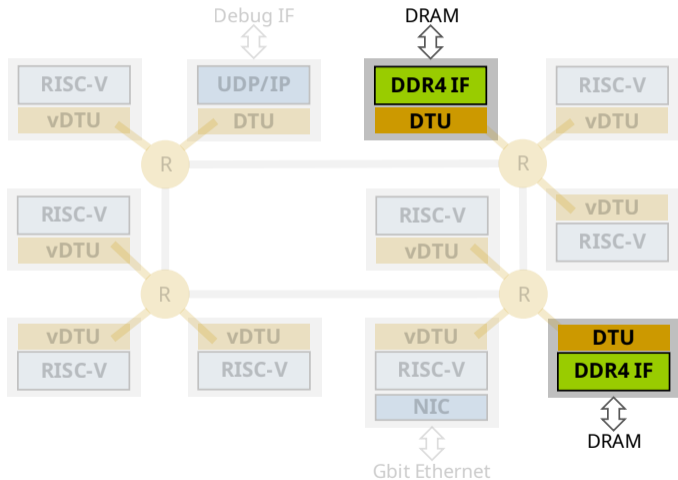 Debug IF
DRAM
RISC-V
vDTU
UDP/IP
DTU
DDR4 IF
DTU
RISC-V
vDTU
R
R
RISC-V
vDTU
RISC-V
vDTU
vDTU
RISC-V
R
R
vDTU
RISC-V
vDTU
RISC-V
vDTU
RISC-V
NIC
DTU
DDR4 IF
Gbit Ethernet
DRAM